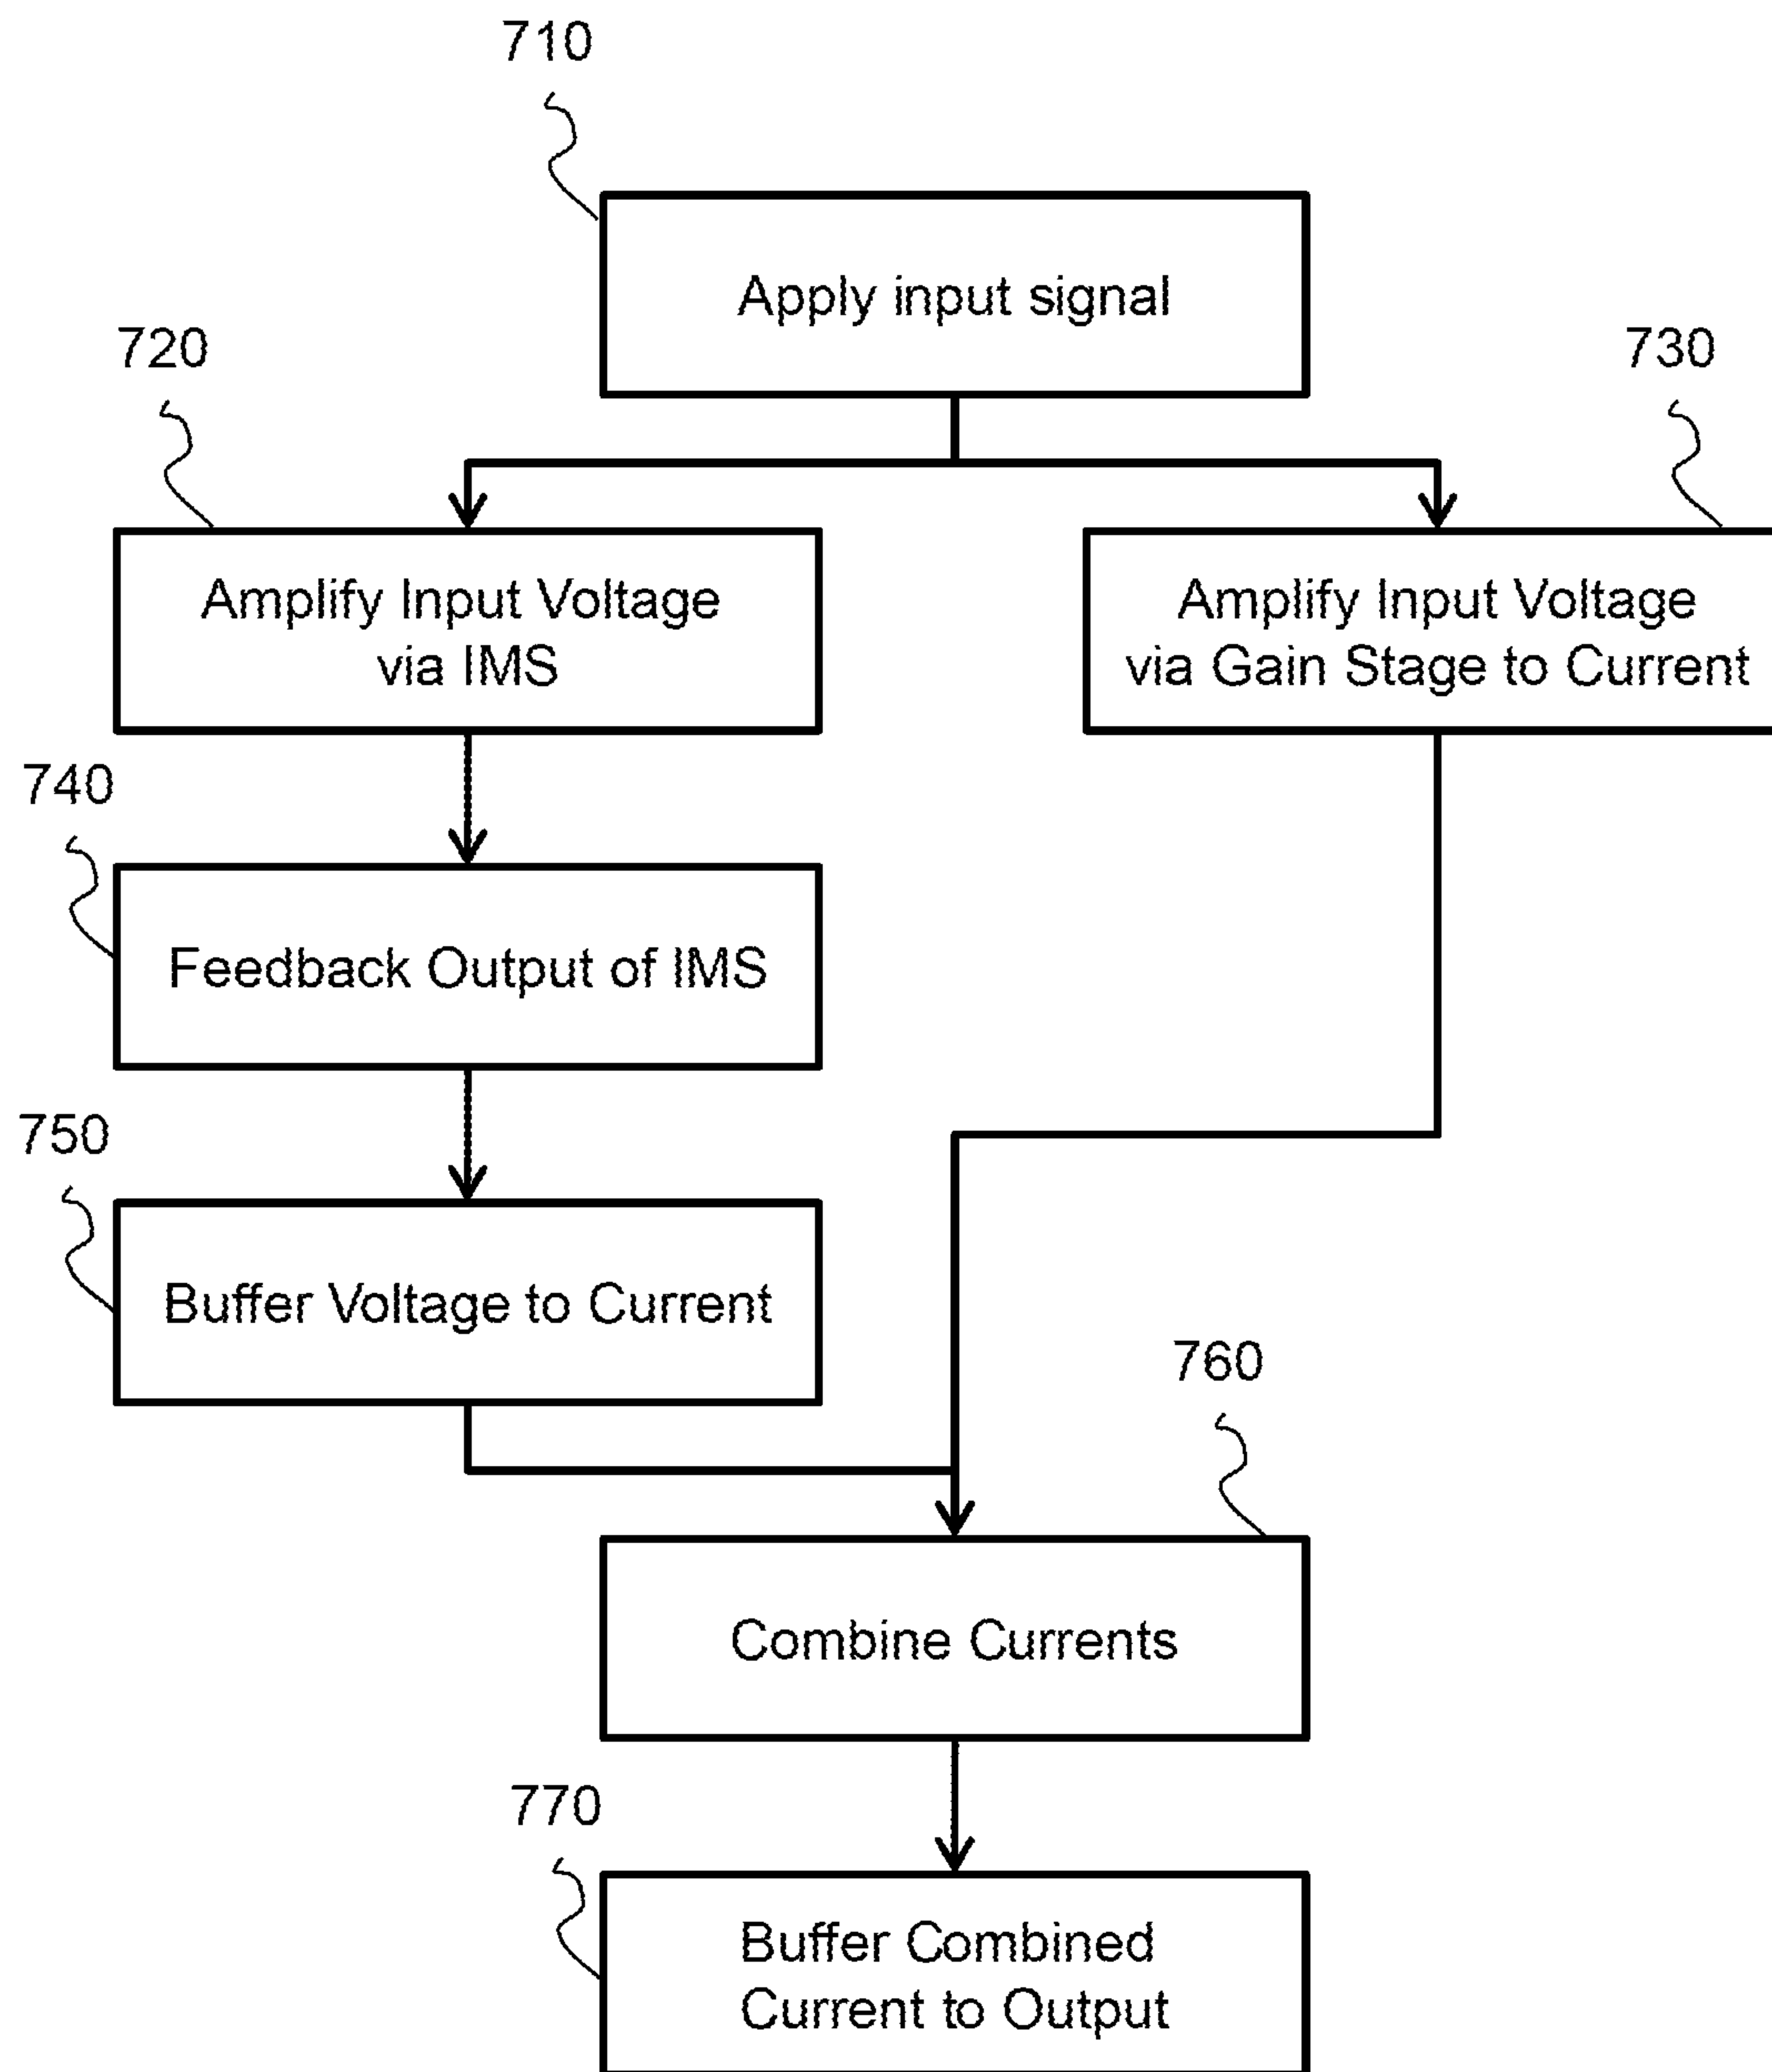 710
Apply input signal
720
730
Amplify Input Voltage
via IMS
Amplify Input Voltage
via Gain Stage to Current
740
Feedback Output of IMS
750
Buffer Voltage to Current
760
Combine Currents
770
Buffer Combined
Current to Output